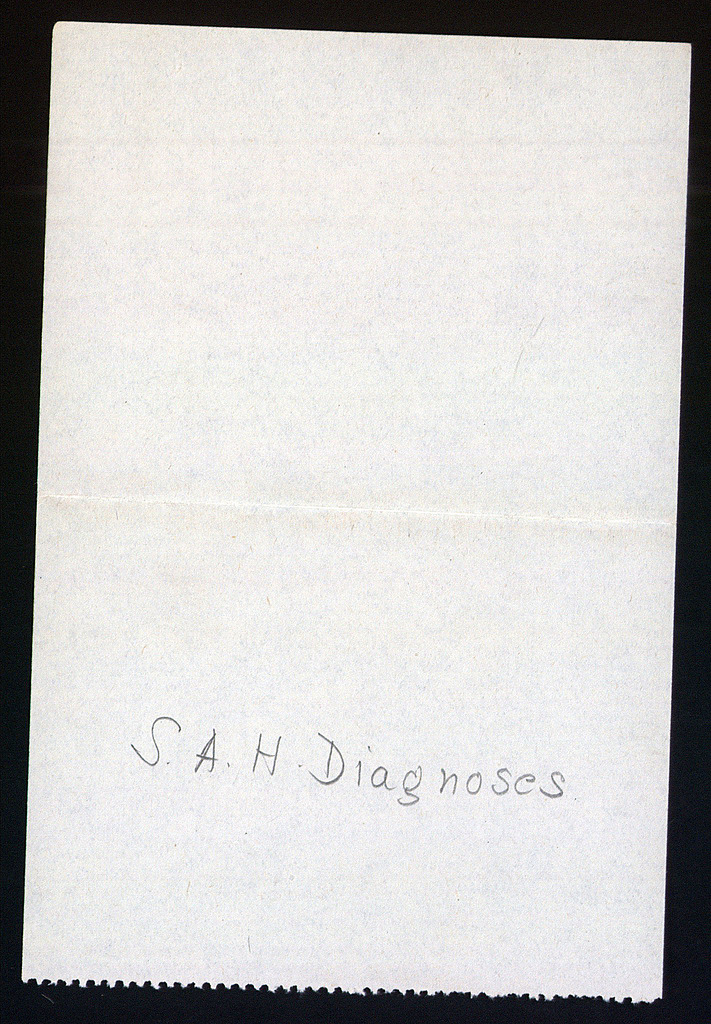 S. A. H. Diagnoses